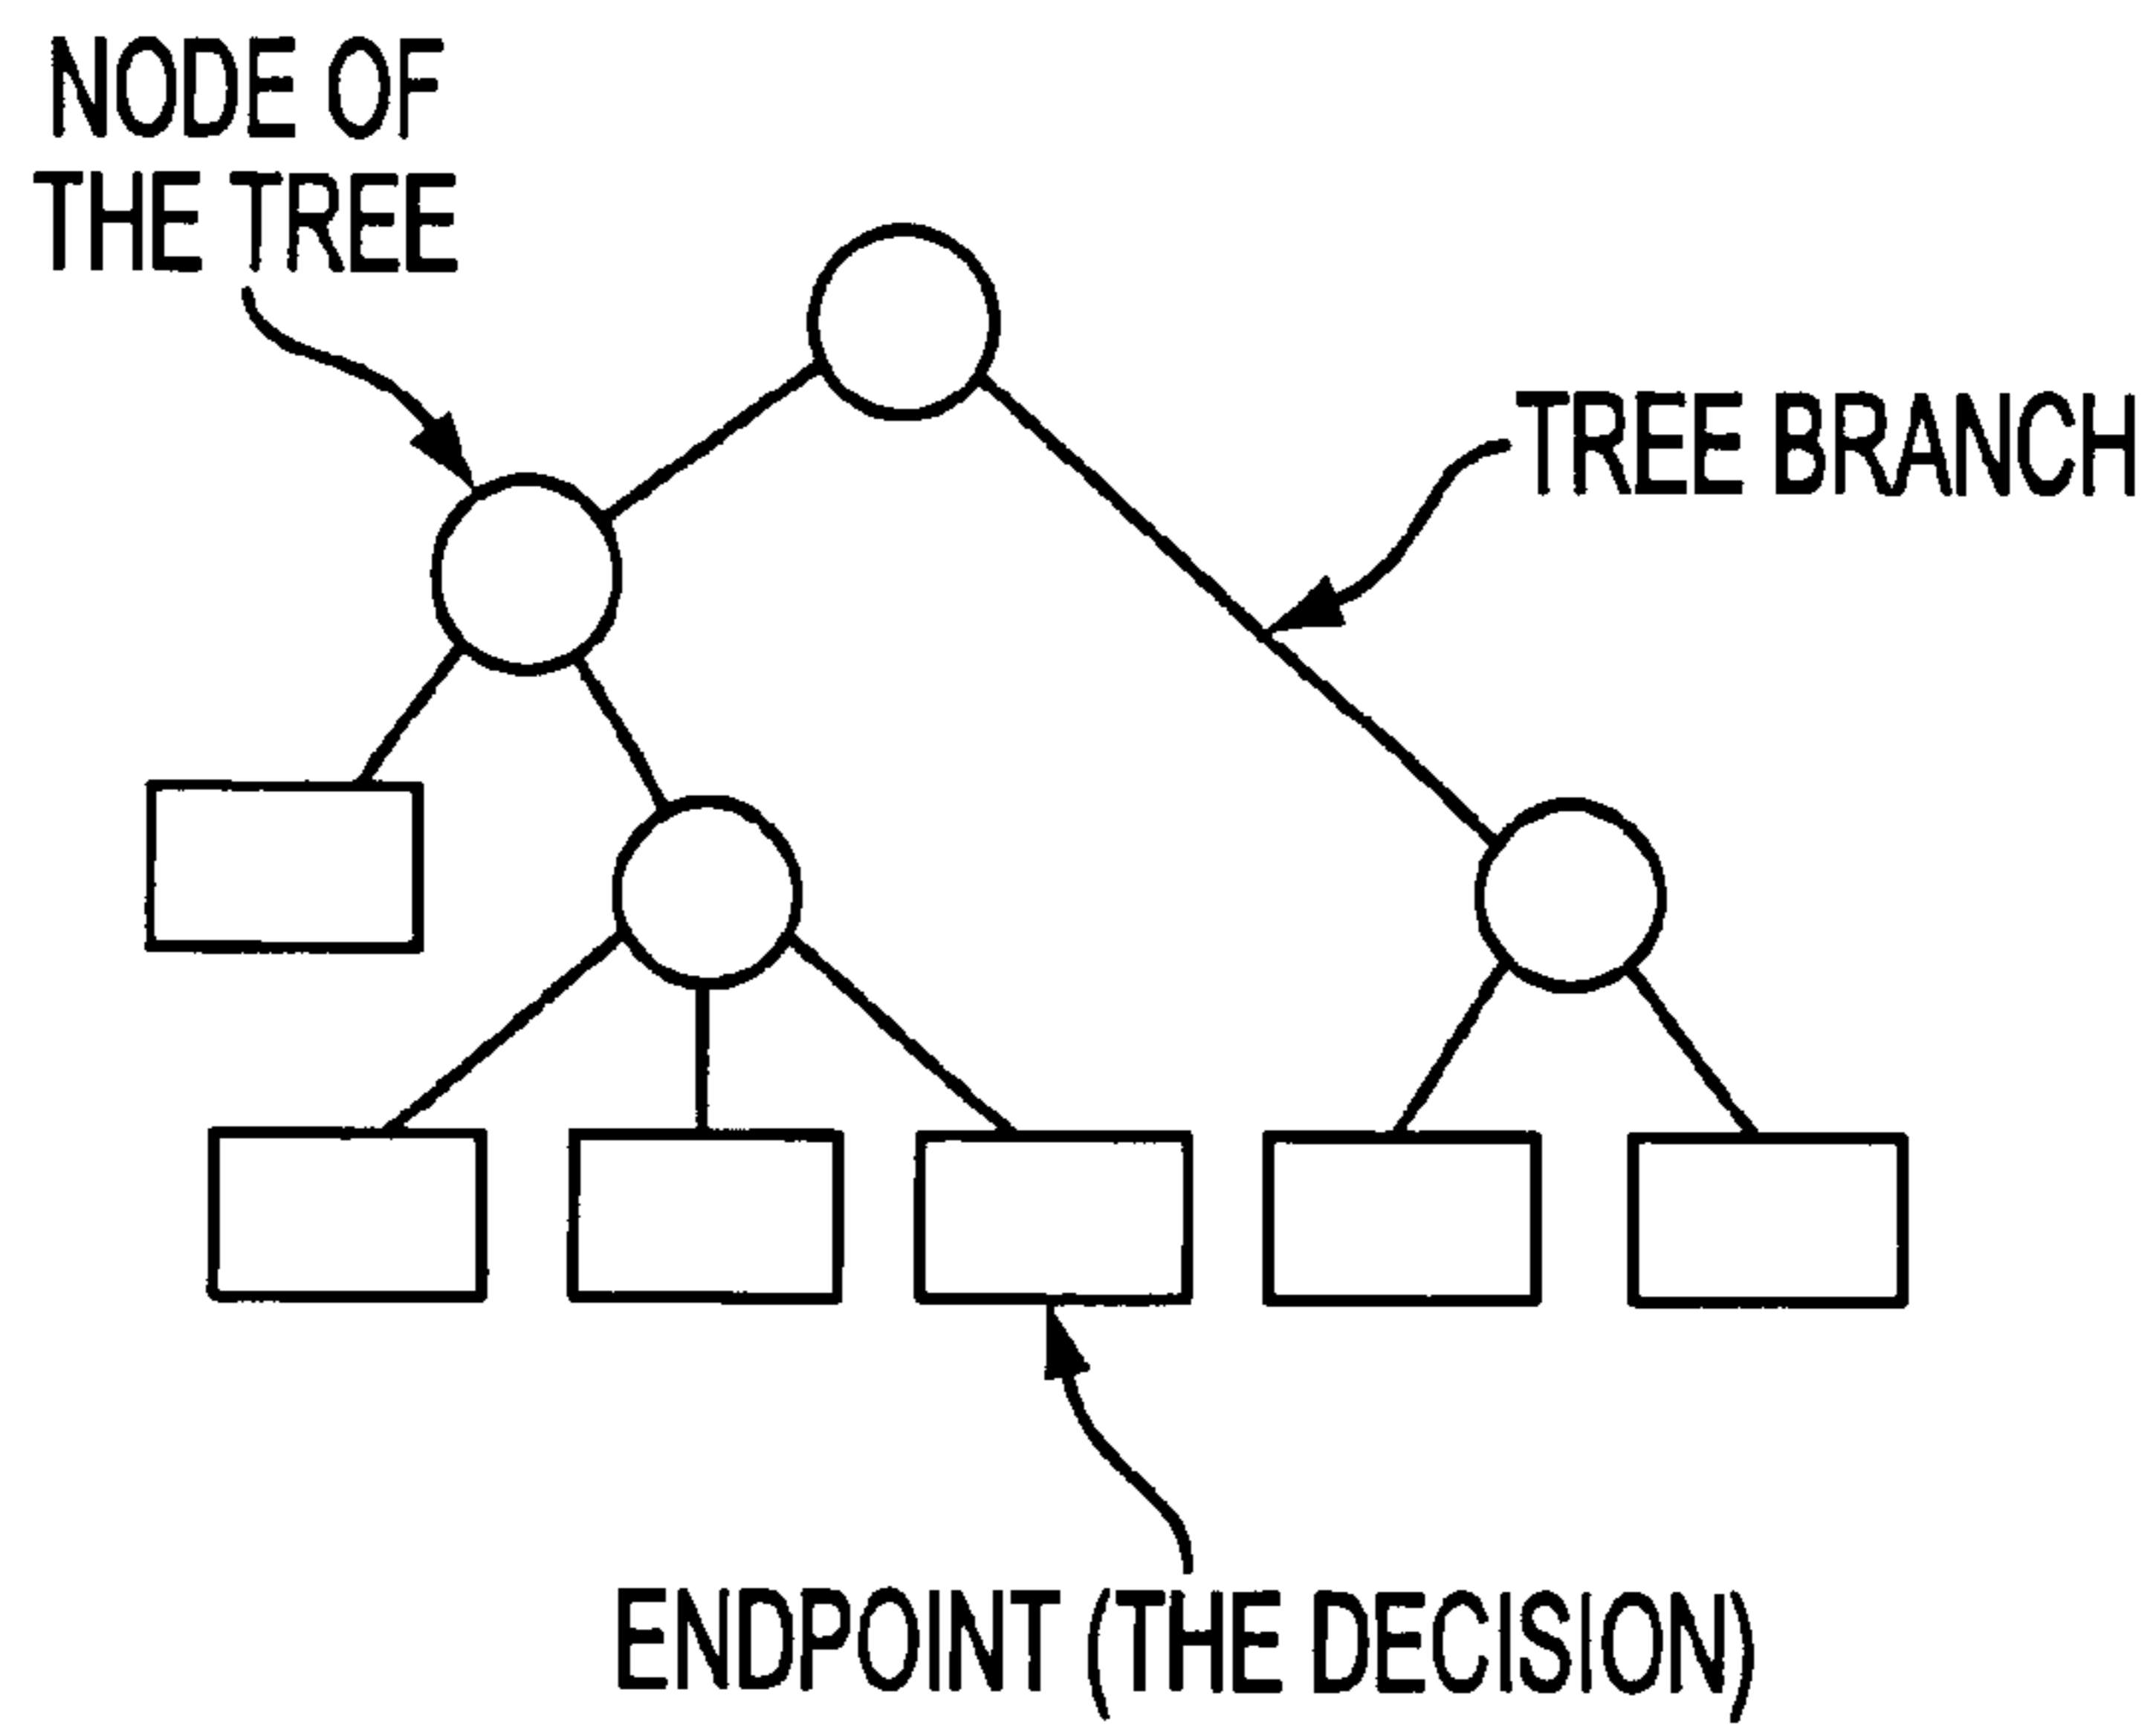 NODE OF
THE TREE
TREE BRANCH
ENDPOINT (THE DECISION)